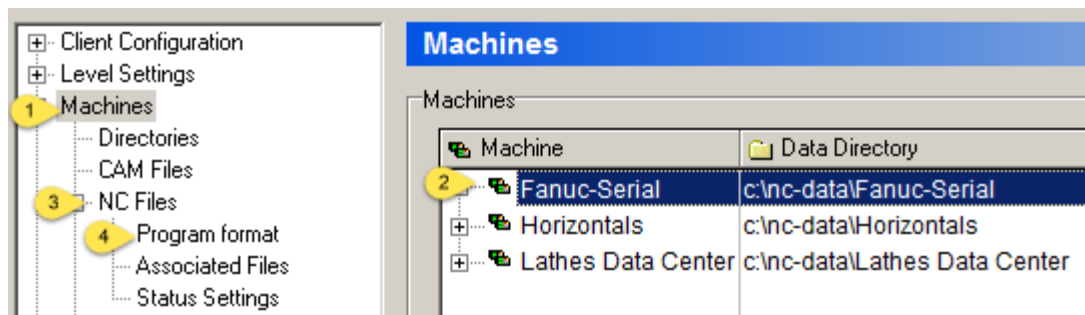 Client Configuration
Level Settings
1 Machines
Directories
CAM Files
3 NC Files
4 Program format
Associated Files
Status Settings
Machines
Machines
Machine Data Directory
2 Fanuc-Serial c:\nc-data\Fanuc-Serial
Horizontals c:\nc-data\Horizontals
Lathes Data Center c:\nc-data\Lathes Data Center